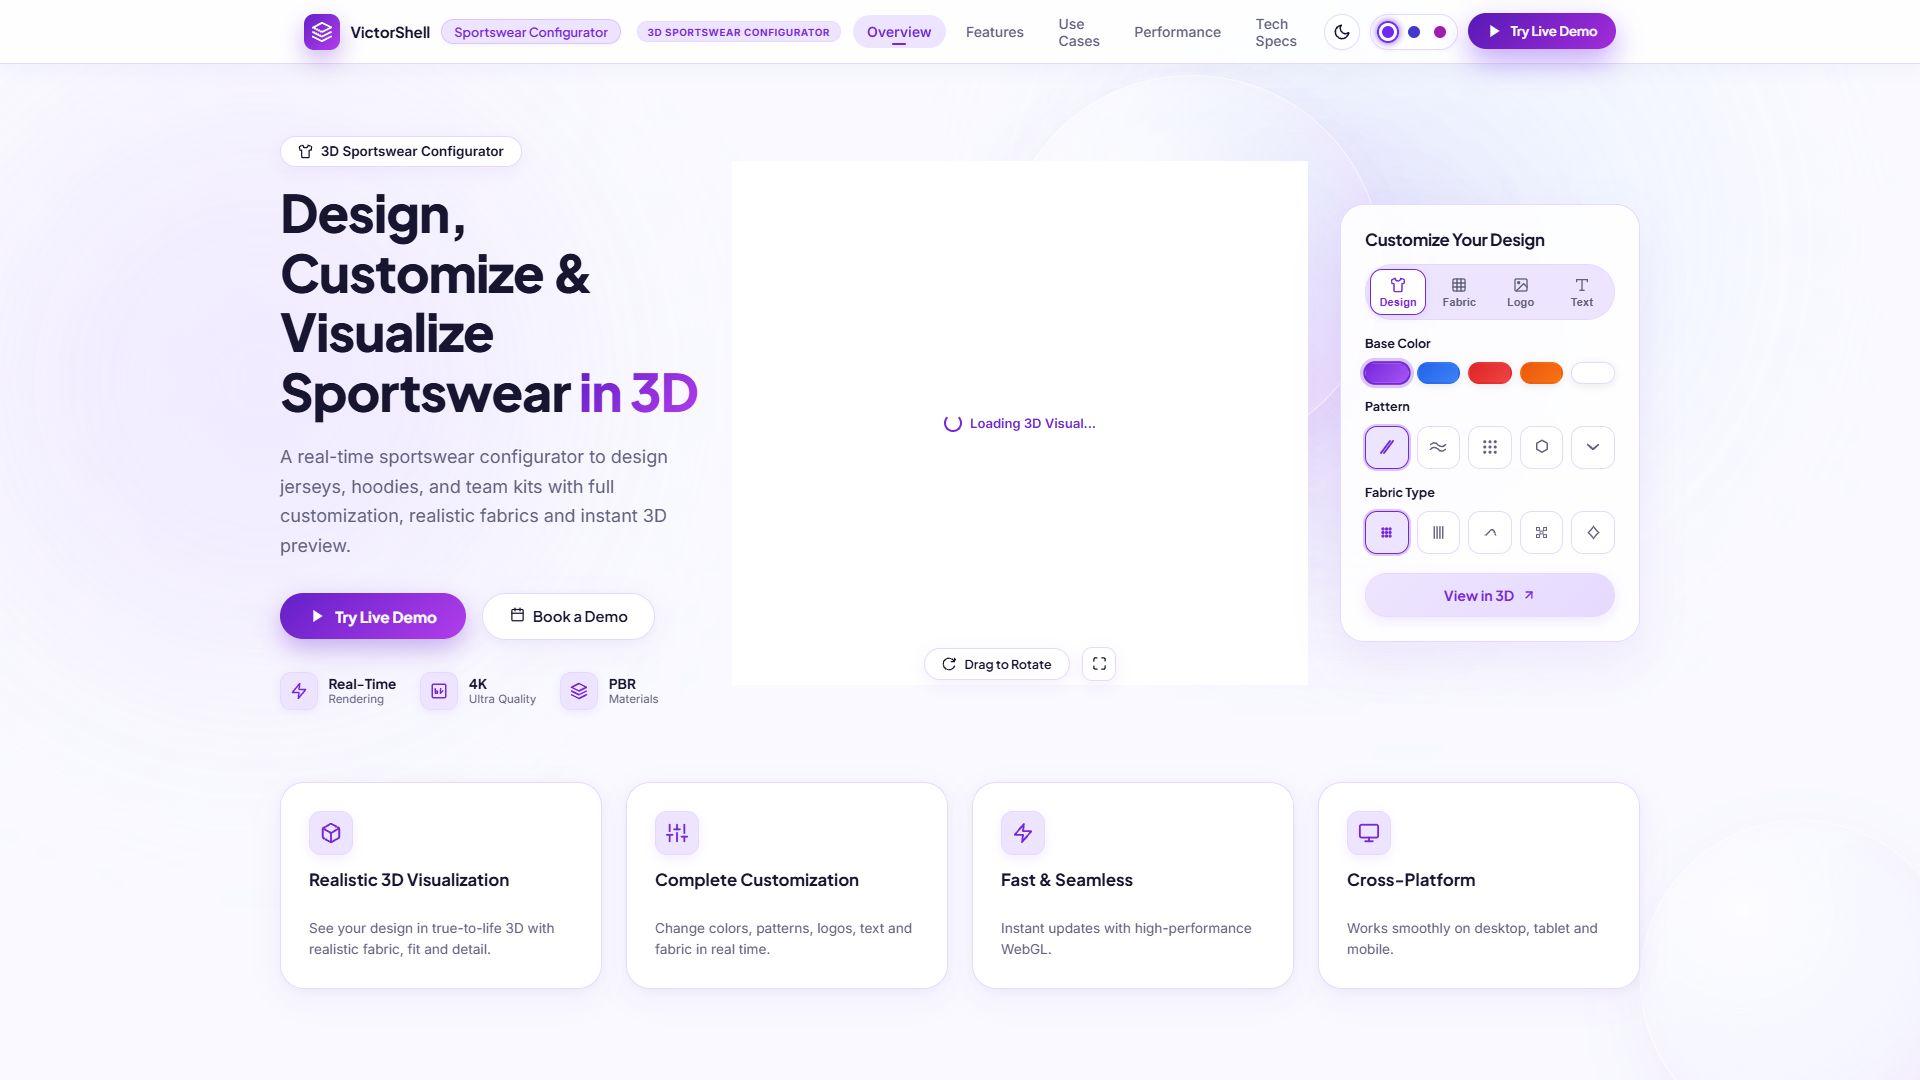 VictorShell
Sportswear Configurator
3D SPORTSWEAR CONFIGURATOR
Overview
Features
Use
Cases
Performance
Tech
Specs
Try Live Demo
3D Sportswear Configurator
Design,
Customize &
Visualize
Sportswear in 3D
A real-time sportswear configurator to design
jerseys, hoodies, and team kits with full
customization, realistic fabrics and instant 3D
preview.
Try Live Demo
Book a Demo
Real-Time
Rendering
4K
Ultra Quality
PBR
Materials
Loading 3D Visual...
Drag to Rotate
Customize Your Design
Design
Fabric
Logo
Text
Base Color
Pattern
Fabric Type
View in 3D
Realistic 3D Visualization
See your design in true-to-life 3D with
realistic fabric, fit and detail.
Complete Customization
Change colors, patterns, logos, text and
fabric in real time.
Fast & Seamless
Instant updates with high-performance
WebGL.
Cross-Platform
Works smoothly on desktop, tablet and
mobile.